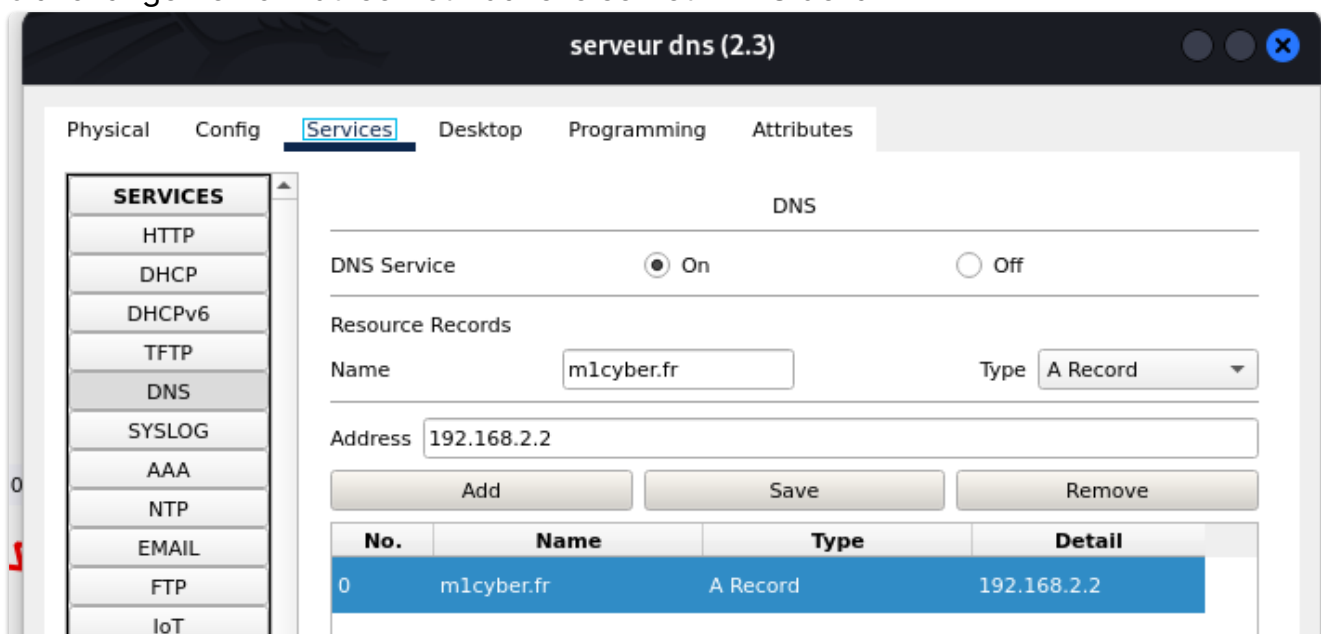 serveur dns (2.3)
Physical Config Services Desktop Programming Attributes
SERVICES
HTTP
DHCP
DHCPv6
TFTP
DNS
SYSLOG
AAA
NTP
EMAIL
FTP
IoT
DNS
DNS Service On Off
Resource Records
Name m1cyber.fr Type A Record
Address 192.168.2.2
Add Save Remove
No. Name Type Detail
0 m1cyber.fr A Record 192.168.2.2